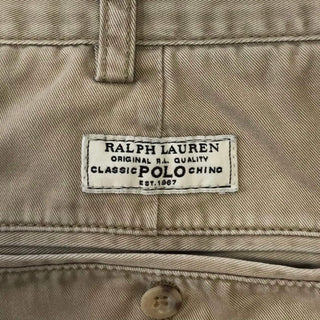 RALPH LAUREN
ORIGINAL R.L. QUALITY
CLASSIC POLO CHINO
EST. 1967